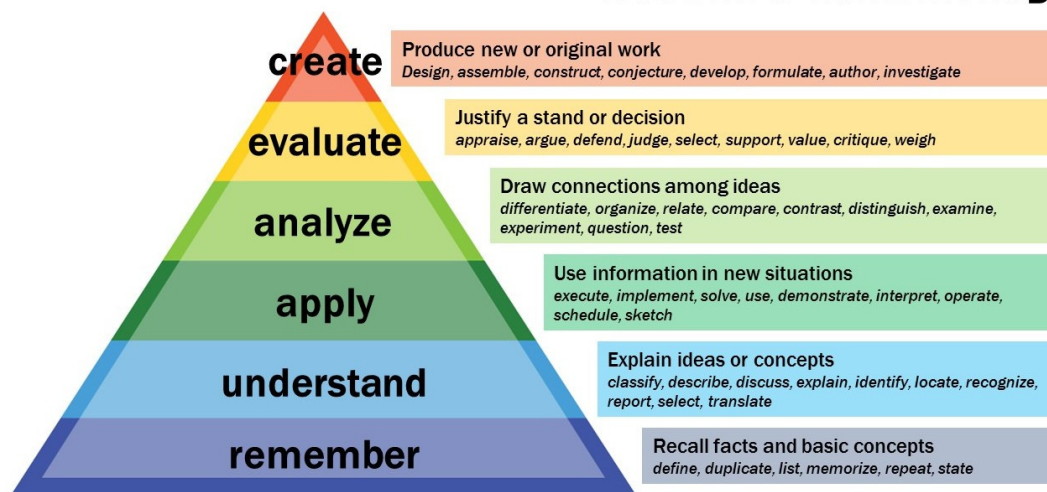 create
Produce new or original work
Design, assemble, construct, conjecture, develop, formulate, author, investigate
evaluate
Justify a stand or decision
appraise, argue, defend, judge, select, support, value, critique, weigh
analyze
Draw connections among ideas
differentiate, organize, relate, compare, contrast, distinguish, examine,
experiment, question, test
apply
Use information in new situations
execute, implement, solve, use, demonstrate, interpret, operate,
schedule, sketch
understand
Explain ideas or concepts
classify, describe, discuss, explain, identify, locate, recognize,
report, select, translate
remember
Recall facts and basic concepts
define, duplicate, list, memorize, repeat, state